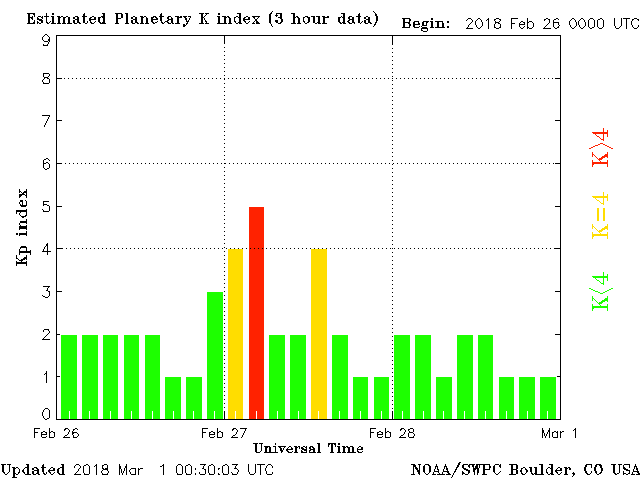 Estimated Planetary K index (3 hour data) Begin: 2018 Feb 26 0000 UTC
9
8
7
6
5
4
3
2
1
0
Kp index
K>4
K=4
K<4
Feb 26 Feb 27 Feb 28 Mar 1
Universal Time
Updated 2018 Mar 1 00:30:03 UTC NOAA/SWPC Boulder, CO USA